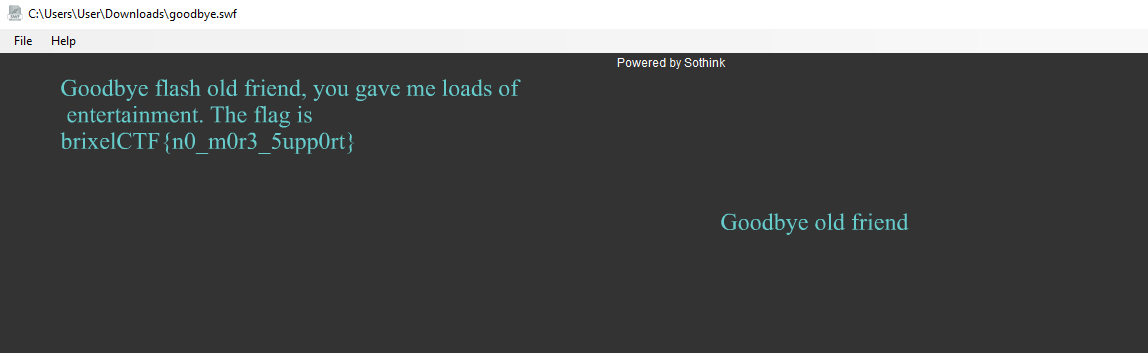 C:\Users\User\Downloads\goodbye.swf
File Help
Powered by Sothink
Goodbye flash old friend, you gave me loads of
entertainment. The flag is
brixelCTF{n0_m0r3_5upp0rt}
Goodbye old friend